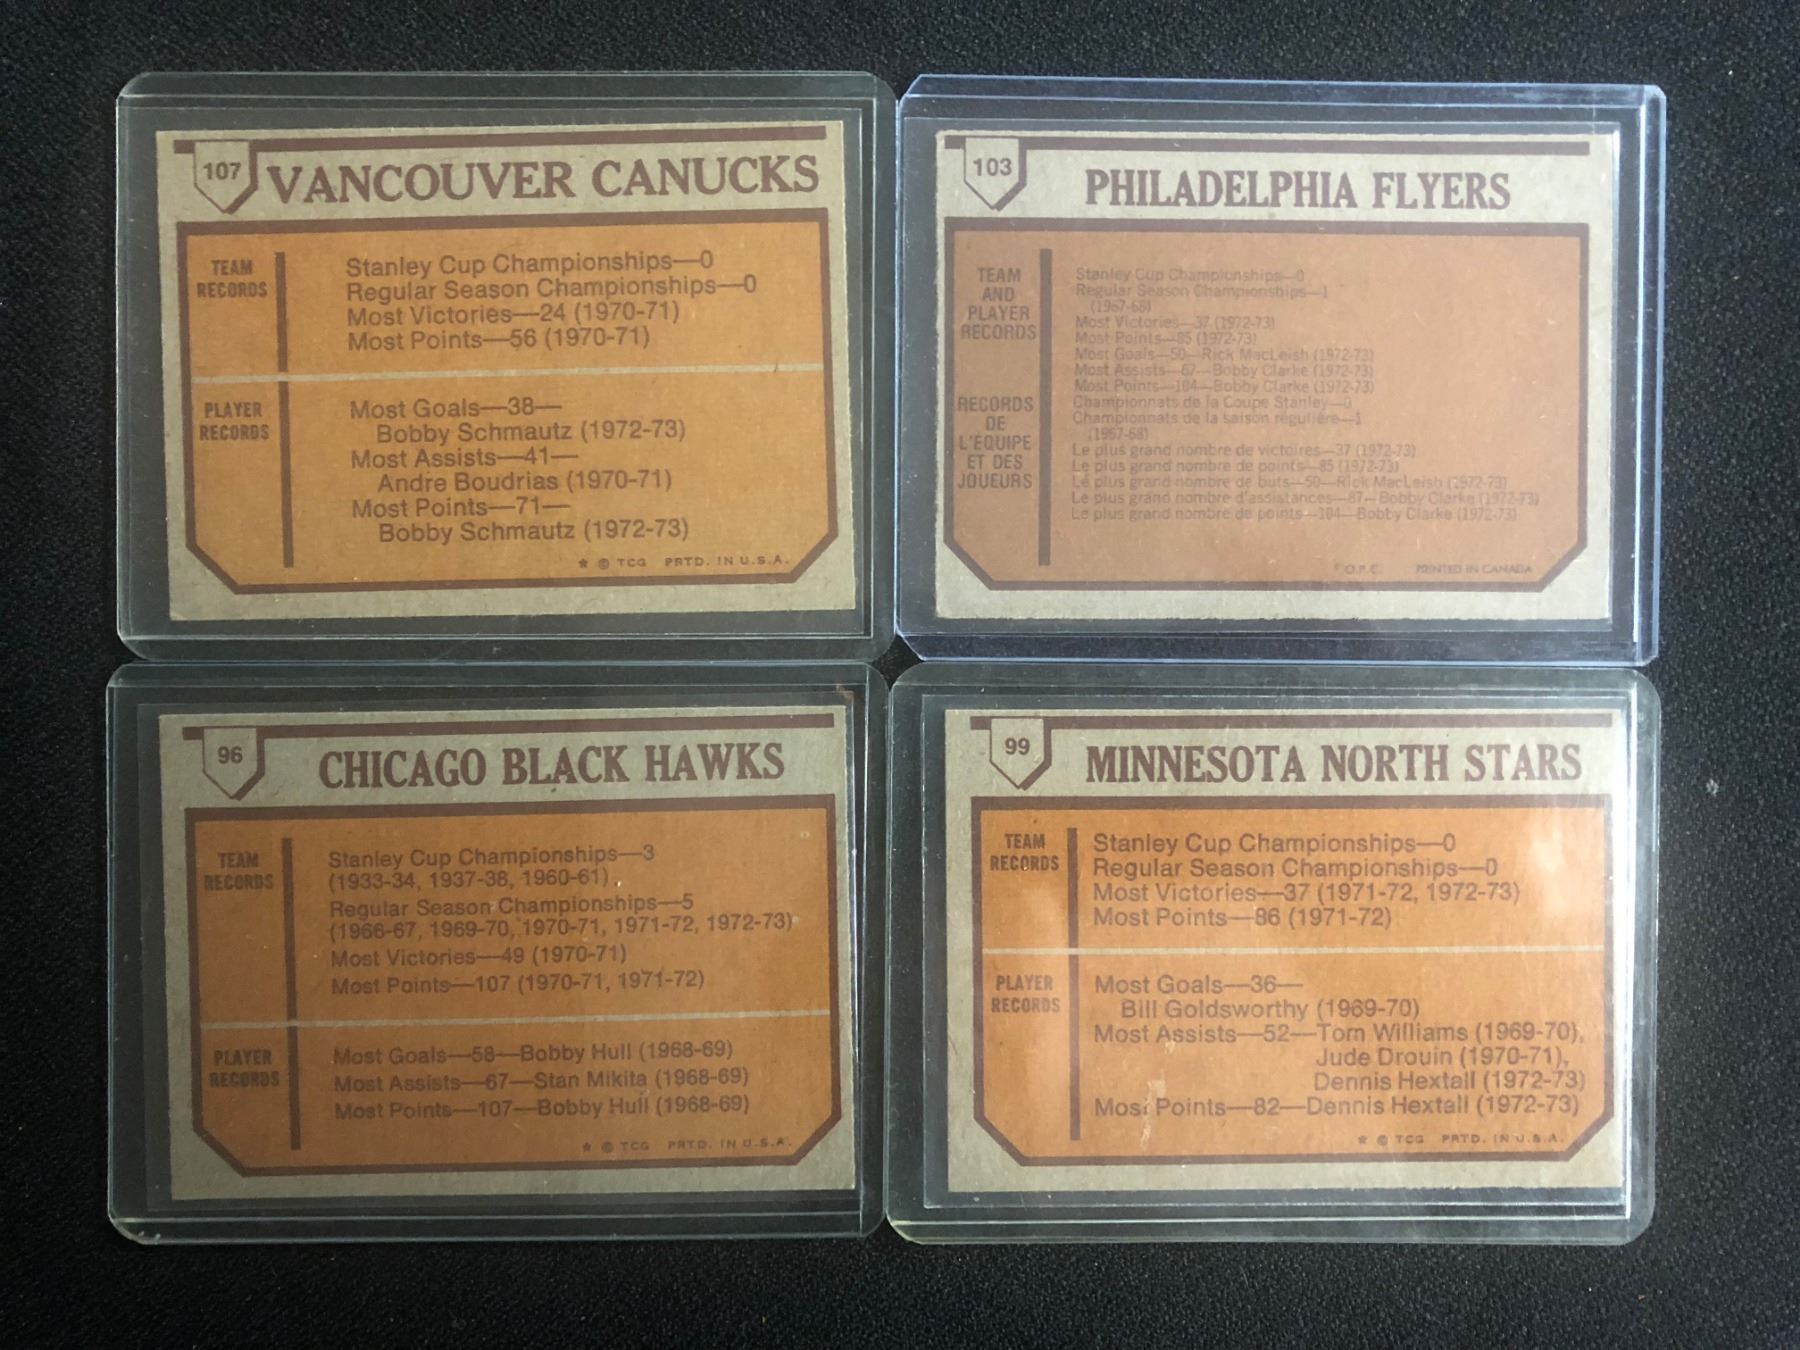 107 VANCOUVER CANUCKS
TEAM RECORDS
Stanley Cup Championships—0
Regular Season Championships—0
Most Victories—24 (1970-71)
Most Points—56 (1970-71)
PLAYER RECORDS
Most Goals—38—
Bobby Schmautz (1972-73)
Most Assists—41—
Andre Boudrias (1970-71)
Most Points—71—
Bobby Schmautz (1972-73)
* © TCG PRTD. IN U.S.A.
103 PHILADELPHIA FLYERS
TEAM
AND
PLAYER
RECORDS
Stanley Cup Championships—0
Regular Season Championships—1
(1967-68)
Most Victories—37 (1972-73)
Most Points—85 (1972-73)
Most Goals—50—Rick MacLeish (1972-73)
Most Assists—67—Bobby Clarke (1972-73)
Most Points—104—Bobby Clarke (1972-73)
RECORDS
DE
L'ÉQUIPE
ET DES
JOUEURS
Championnats de la Coupe Stanley—0
Championnats de la saison régulière—1
(1967-68)
Le plus grand nombre de victoires—37 (1972-73)
Le plus grand nombre de points—85 (1972-73)
Le plus grand nombre de buts—50—Rick MacLeish (1972-73)
Le plus grand nombre d'assistances—67—Bobby Clarke (1972-73)
Le plus grand nombre de points—104—Bobby Clarke (1972-73)
O.P.C. PRINTED IN CANADA
96 CHICAGO BLACK HAWKS
TEAM
RECORDS
Stanley Cup Championships—3
(1933-34, 1937-38, 1960-61)
Regular Season Championships—5
(1966-67, 1969-70, 1970-71, 1971-72, 1972-73)
Most Victories—49 (1970-71)
Most Points—107 (1970-71, 1971-72)
PLAYER
RECORDS
Most Goals—58—Bobby Hull (1968-69)
Most Assists—67—Stan Mikita (1968-69)
Most Points—107—Bobby Hull (1968-69)
* © TCG PRTD. IN U.S.A.
99 MINNESOTA NORTH STARS
TEAM
RECORDS
Stanley Cup Championships—0
Regular Season Championships—0
Most Victories—37 (1971-72, 1972-73)
Most Points—86 (1971-72)
PLAYER
RECORDS
Most Goals—36—
Bill Goldsworthy (1969-70)
Most Assists—52—Tom Williams (1969-70),
Jude Drouin (1970-71),
Dennis Hextall (1972-73)
Most Points—82—Dennis Hextall (1972-73)
* © TCG PRTD. IN U.S.A.